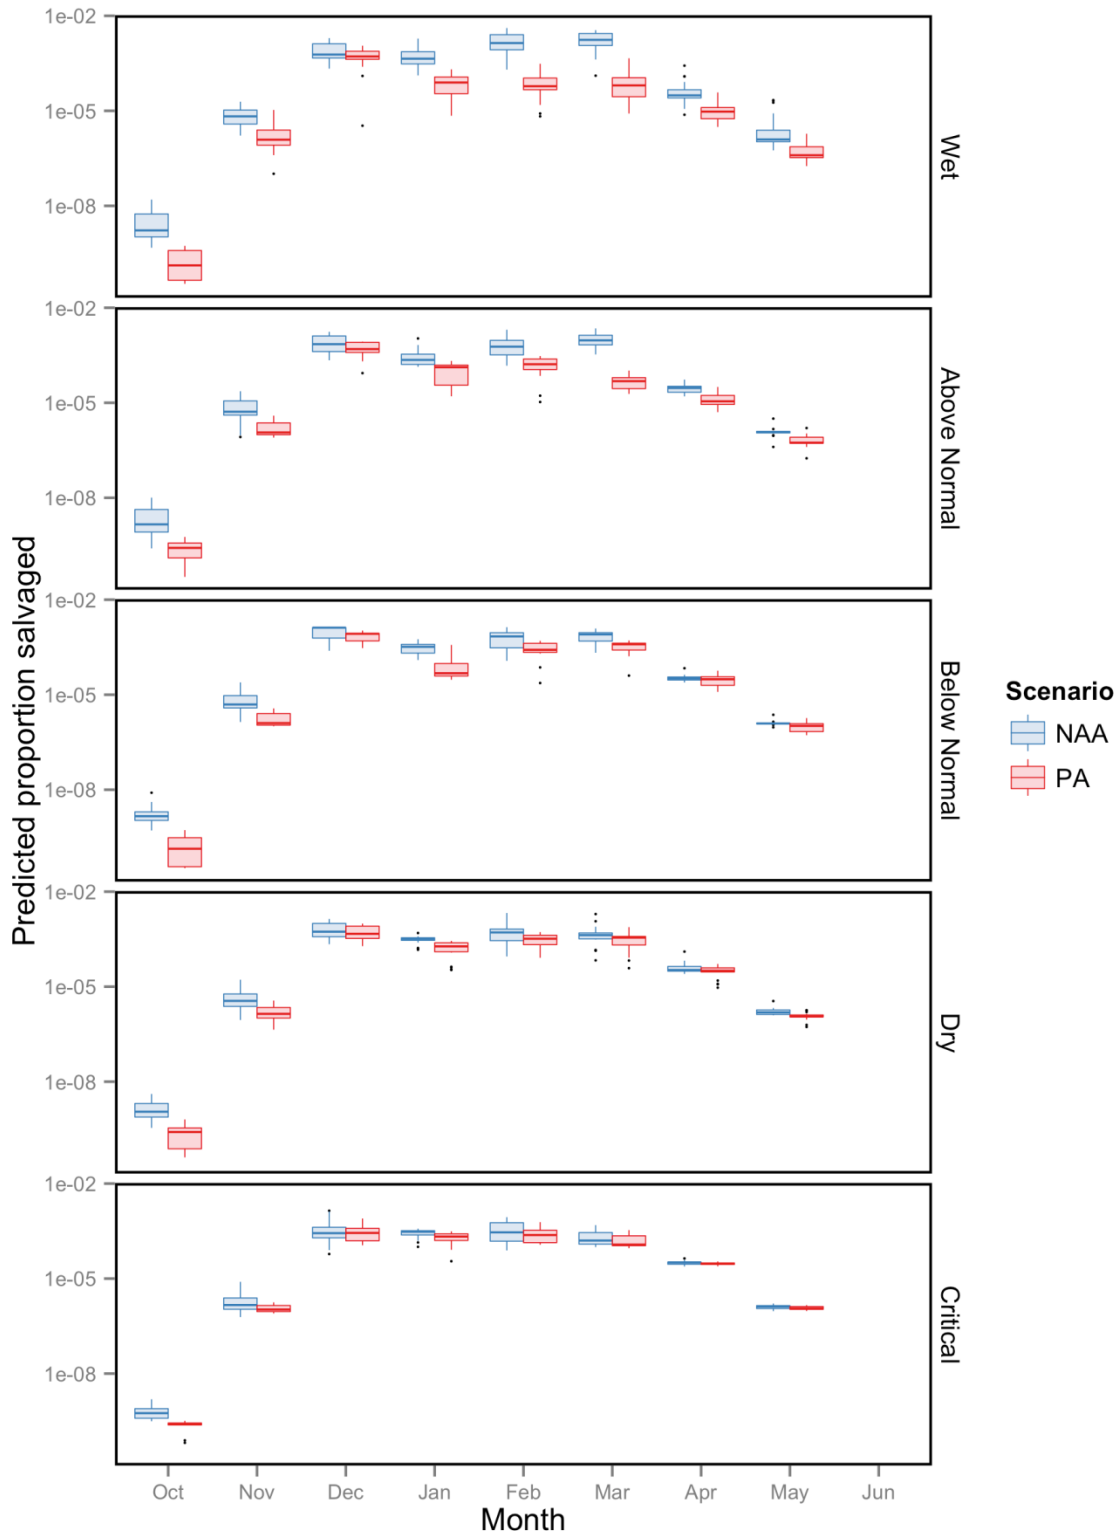 1e-02
1e-05
1e-08
Wet
1e-02
1e-05
1e-08
Above Normal
1e-02
1e-05
1e-08
Below Normal
1e-02
1e-05
1e-08
Dry
1e-02
1e-05
1e-08
Critical
Predicted proportion salvaged
Oct Nov Dec Jan Feb Mar Apr May Jun
Month
Scenario
NAA
PA